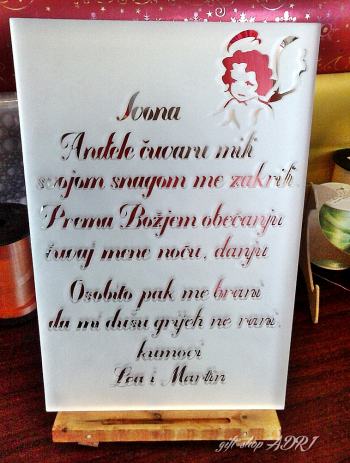 Ivona
Anđele čuvaru mili
svojom snagom me zakrili.
Prema Božjem obećanju
čuvaj mene noću, danju
Osobito pak me brani
da mi dušu grijeh ne rani.
kumovi
Lea i Martin
gift-shop ADRI